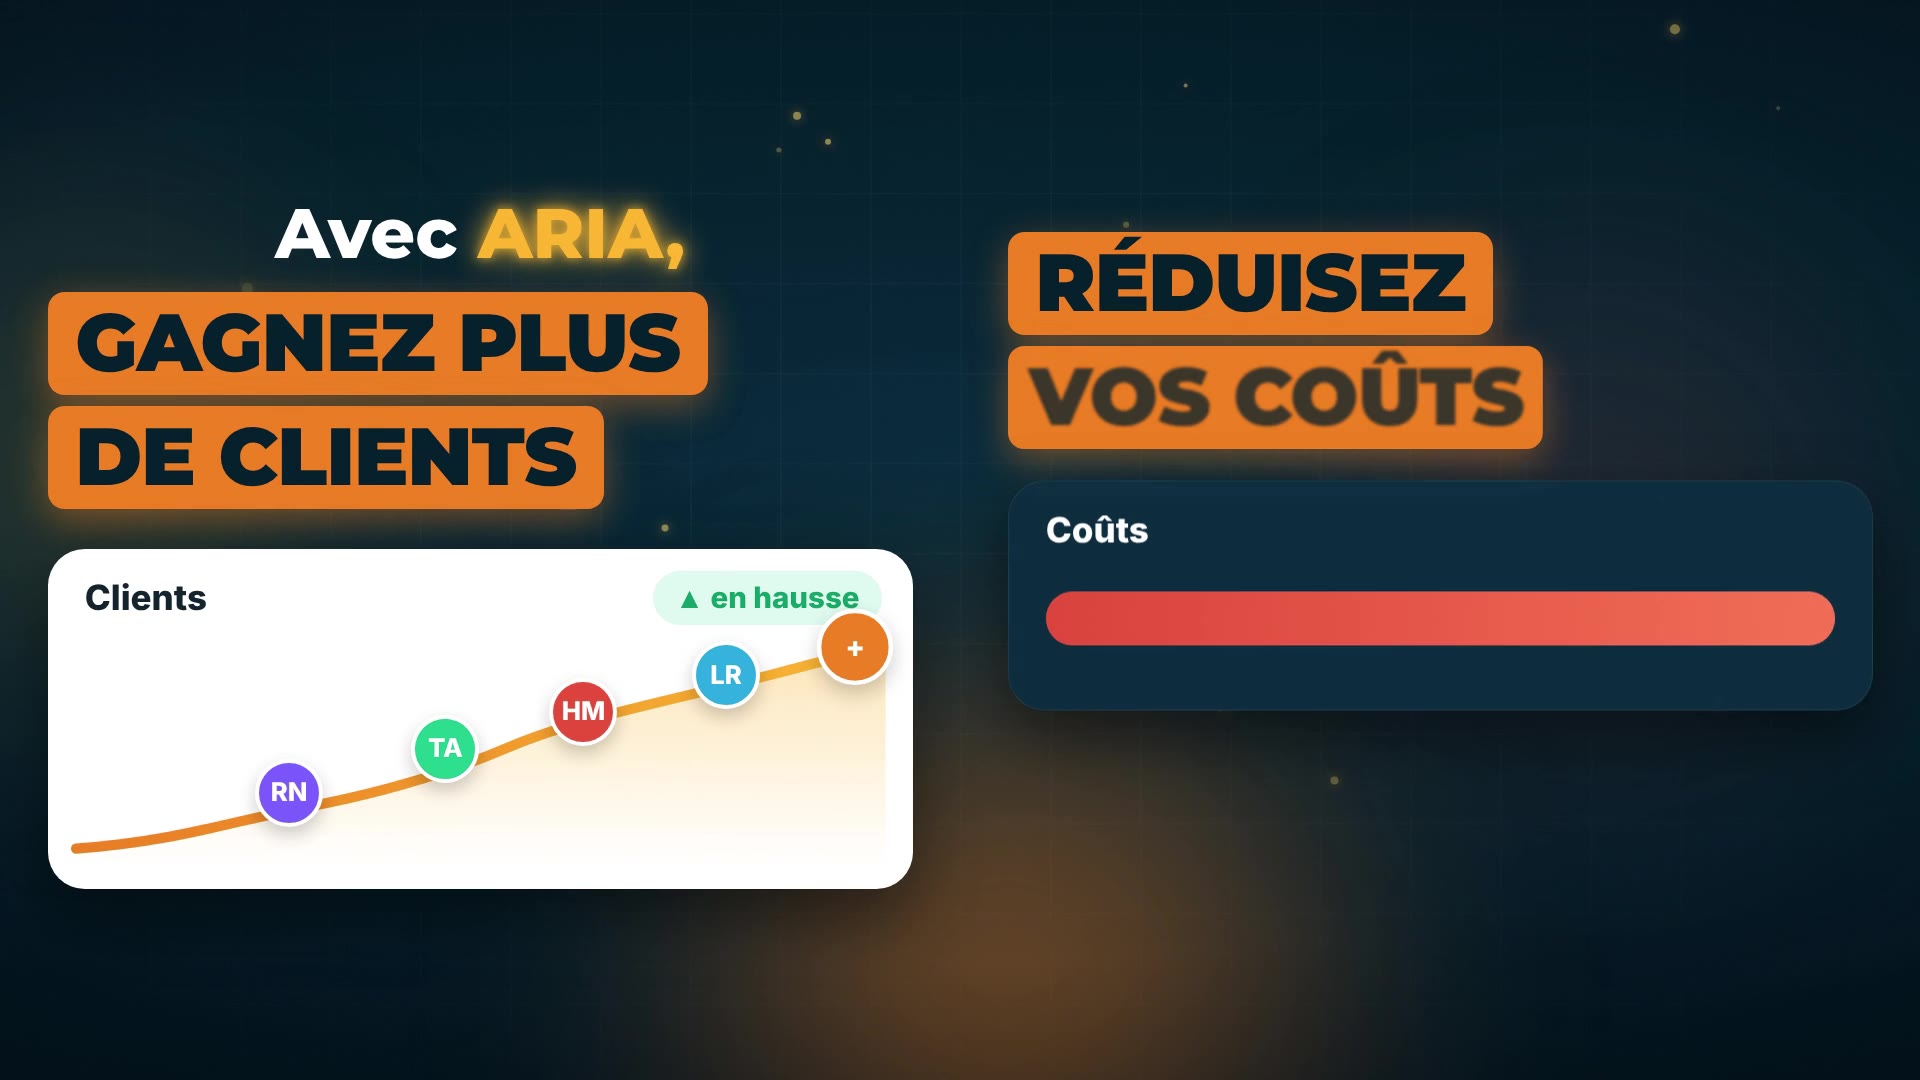 Avec ARIA,
GAGNEZ PLUS
DE CLIENTS
Clients
▲ en hausse
+
LR
HM
TA
RN
RÉDUISEZ
VOS COÛTS
Coûts